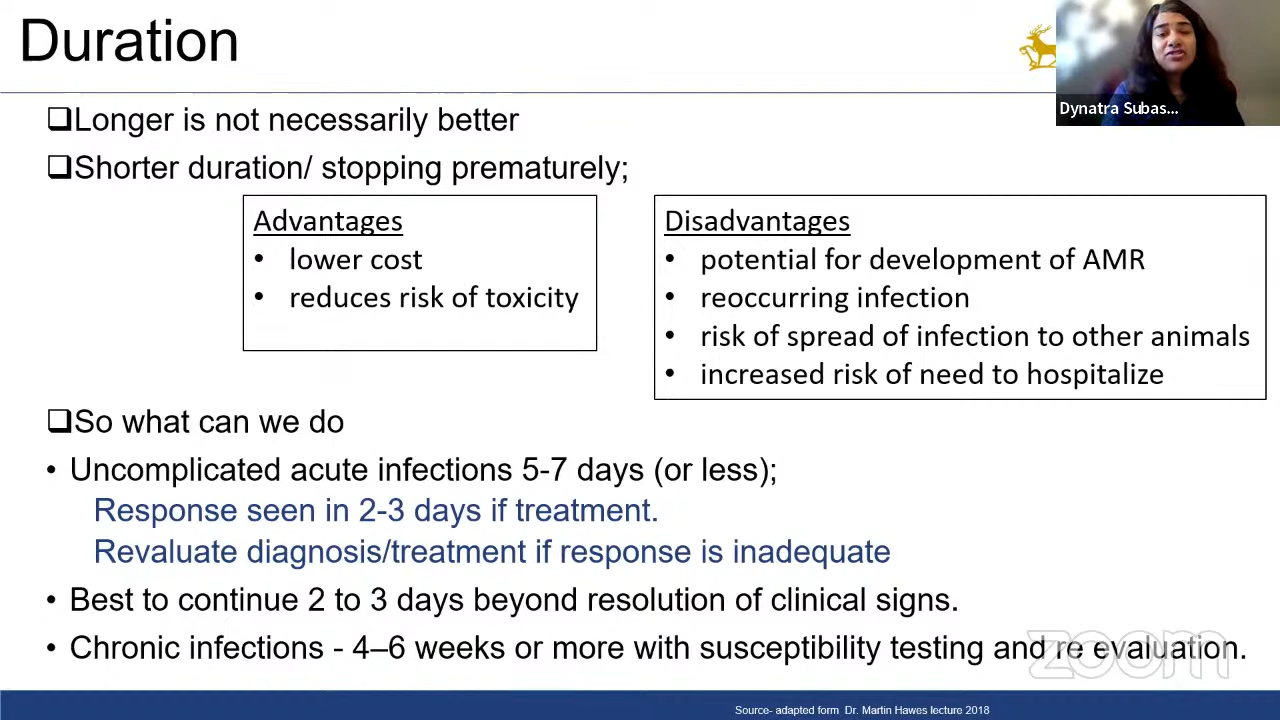 Duration
Dynatra Subas...
❑Longer is not necessarily better
❑Shorter duration/ stopping prematurely;
Advantages
• lower cost
• reduces risk of toxicity
Disadvantages
• potential for development of AMR
• reoccurring infection
• risk of spread of infection to other animals
• increased risk of need to hospitalize
❑So what can we do
• Uncomplicated acute infections 5-7 days (or less);
Response seen in 2-3 days if treatment.
Revaluate diagnosis/treatment if response is inadequate
• Best to continue 2 to 3 days beyond resolution of clinical signs.
• Chronic infections - 4–6 weeks or more with susceptibility testing and re evaluation.
zoom
Source- adapted form Dr. Martin Hawes lecture 2018